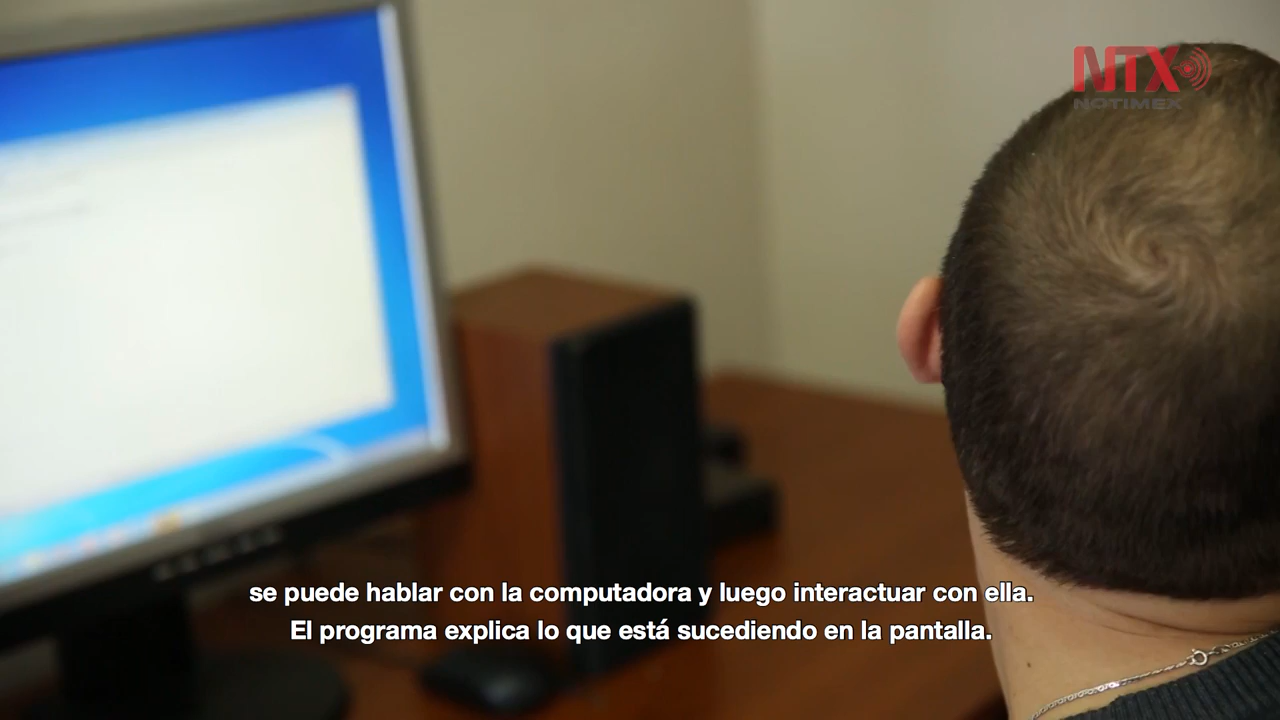 NTX
NOTIMEX
se puede hablar con la computadora y luego interactuar con ella.
El programa explica lo que está sucediendo en la pantalla.